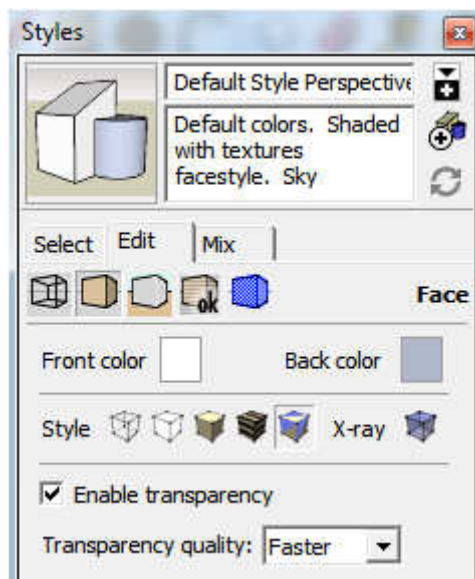 Styles
Default Style Perspective
Default colors. Shaded
with textures
facestyle. Sky
Select Edit Mix
ok
Face
Front color Back color
Style X-ray
Enable transparency
Transparency quality: Faster